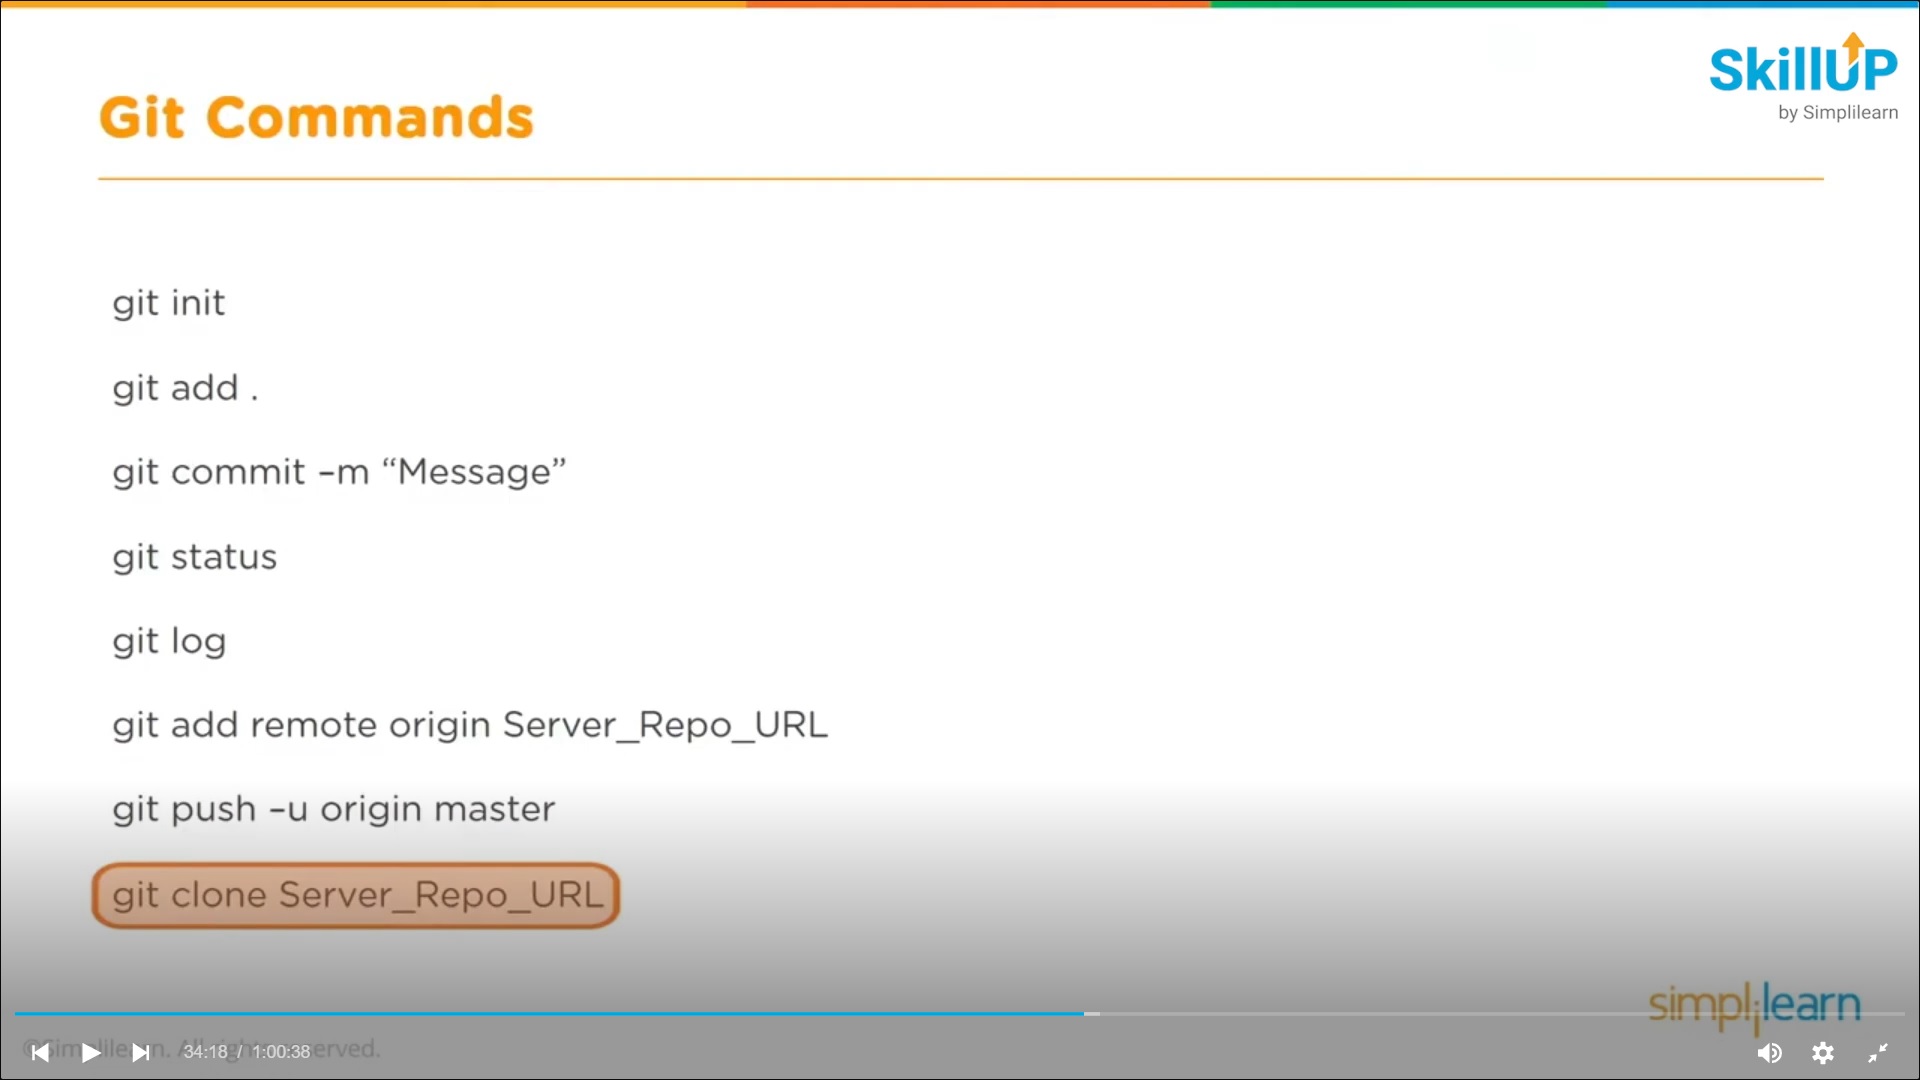 SkillUP
by Simplilearn
Git Commands
git init
git add .
git commit –m “Message”
git status
git log
git add remote origin Server_Repo_URL
git push –u origin master
git clone Server_Repo_URL
simplilearn
©Simplilearn. All rights reserved.
34:18 / 1:00:38